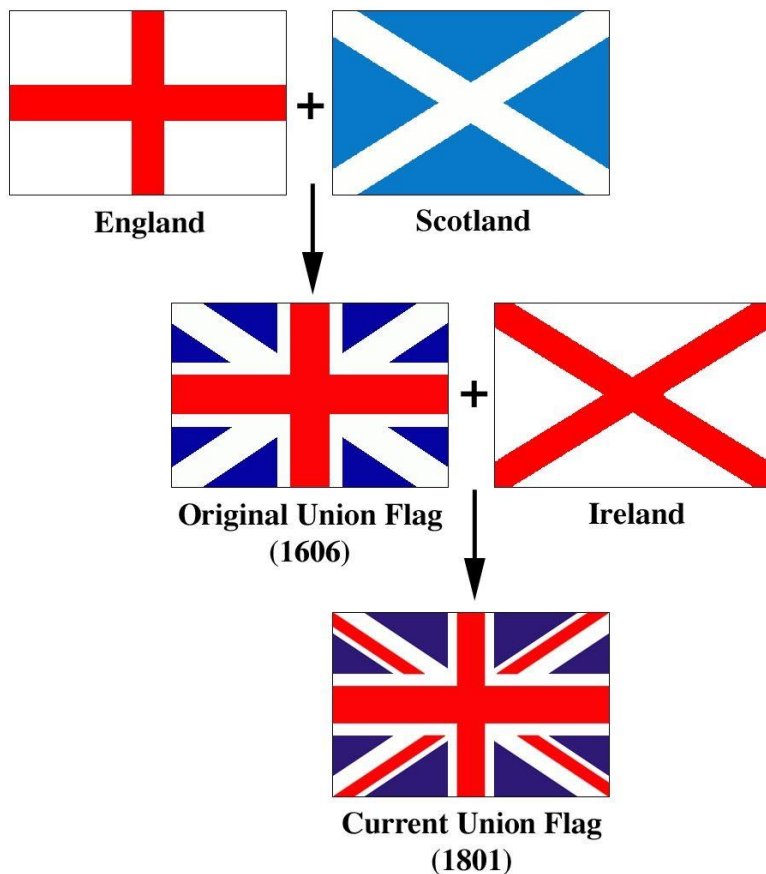 +
England
Scotland
+
Original Union Flag
(1606)
Ireland
Current Union Flag
(1801)